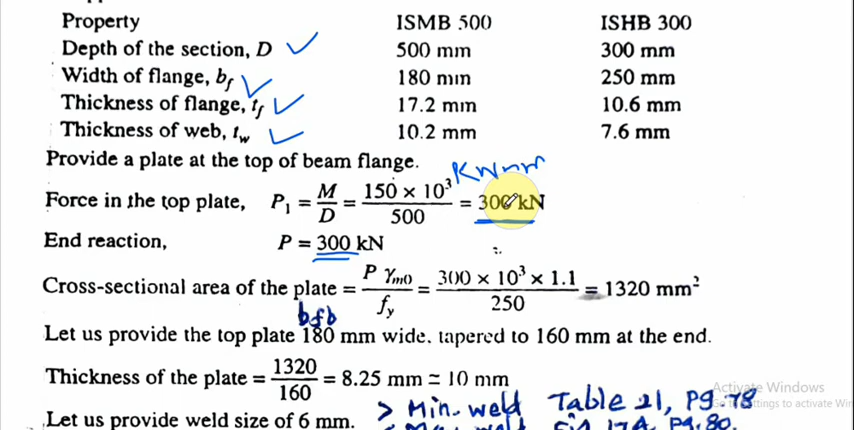 Property ISMB 500 ISHB 300
Depth of the section, D 500 mm 300 mm
Width of flange, b_f 180 mm 250 mm
Thickness of flange, t_f 17.2 mm 10.6 mm
Thickness of web, t_w 10.2 mm 7.6 mm
Provide a plate at the top of beam flange.
KNmm
Force in the top plate, P₁ = M/D = 150 × 10³/500 = 300 kN
End reaction, P = 300 kN
Cross-sectional area of the plate = P γ_m0/f_y = 300 × 10³ × 1.1/250 = 1320 mm²
bfb
Let us provide the top plate 180 mm wide, tapered to 160 mm at the end.
Thickness of the plate = 1320/160 = 8.25 mm ≃ 10 mm
Activate Windows
> Min. weld Table 21, Pg. 78
Let us provide weld size of 6 mm.